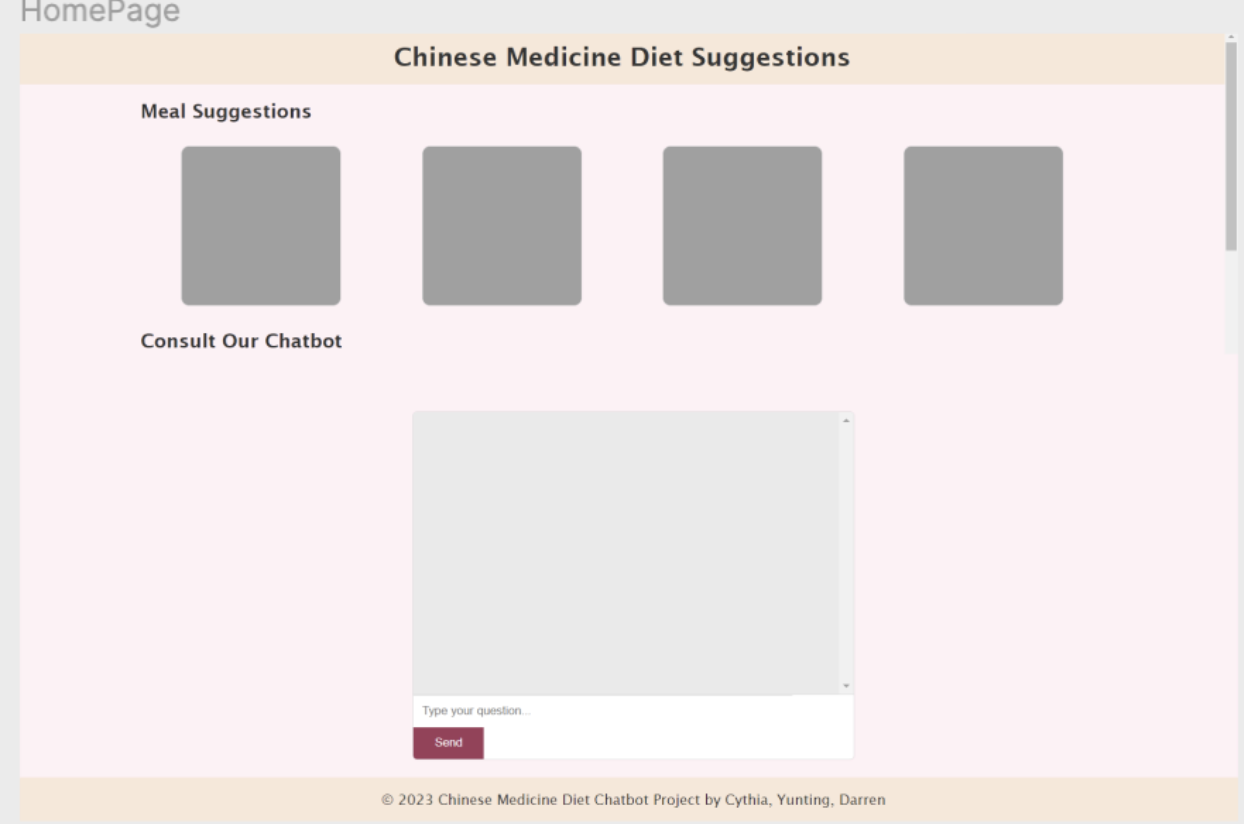 HomePage
Chinese Medicine Diet Suggestions
Meal Suggestions
Consult Our Chatbot
Type your question...
Send
© 2023 Chinese Medicine Diet Chatbot Project by Cythia, Yunting, Darren